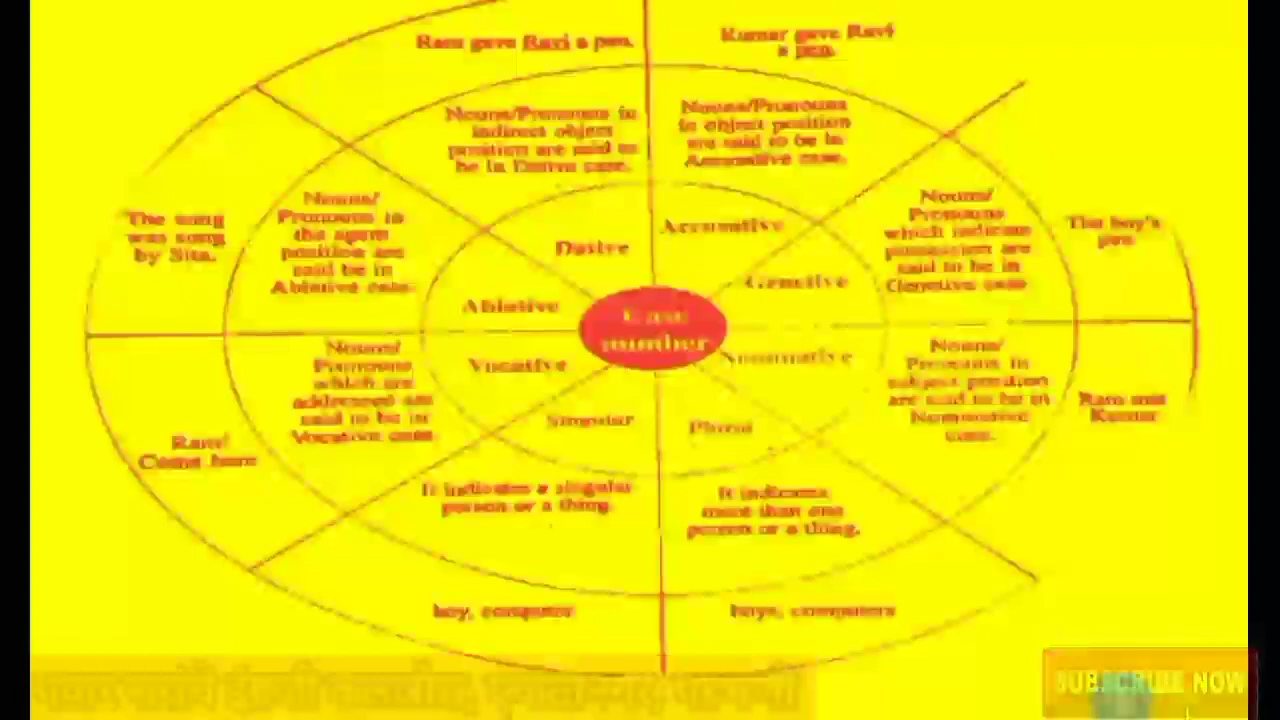 Ram gave Ravi a pen.
Kumar gave Ravi
a pen.
Nouns/Pronouns in
indirect object
position are said to
be in Dative case.
Nouns/Pronouns
in object position
are said to be in
Accusative case.
Nouns/
Pronouns in
the agent
position are
said be in
Ablative case.
The song
was song
by Sita.
Dative
Accusative
Nouns/
Pronouns
which indicate
possession are
said to be in
Genetive case
The boy's
pen
Ablative
Genetive
Case
number
Vocative
Nominative
Nouns/
Pronouns
which are
addressed are
said to be in
Vocative case
Nouns/
Pronouns in
subject position
are said to be in
Nominative
case.
Ram
Kumar
Ram!
Come here
Singular
Plural
It indicates a singular
person or a thing.
It indicates
more than one
person or a thing.
boy, computer
boys, computers
SUBSCRIBE NOW